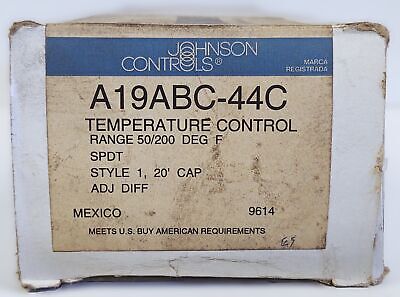 JOHNSON
CONTROLS®
MARCA
REGISTRADA
A19ABC-44C
TEMPERATURE CONTROL
RANGE 50/200 DEG F
SPDT
STYLE 1, 20' CAP
ADJ DIFF
MEXICO 9614
MEETS U.S. BUY AMERICAN REQUIREMENTS